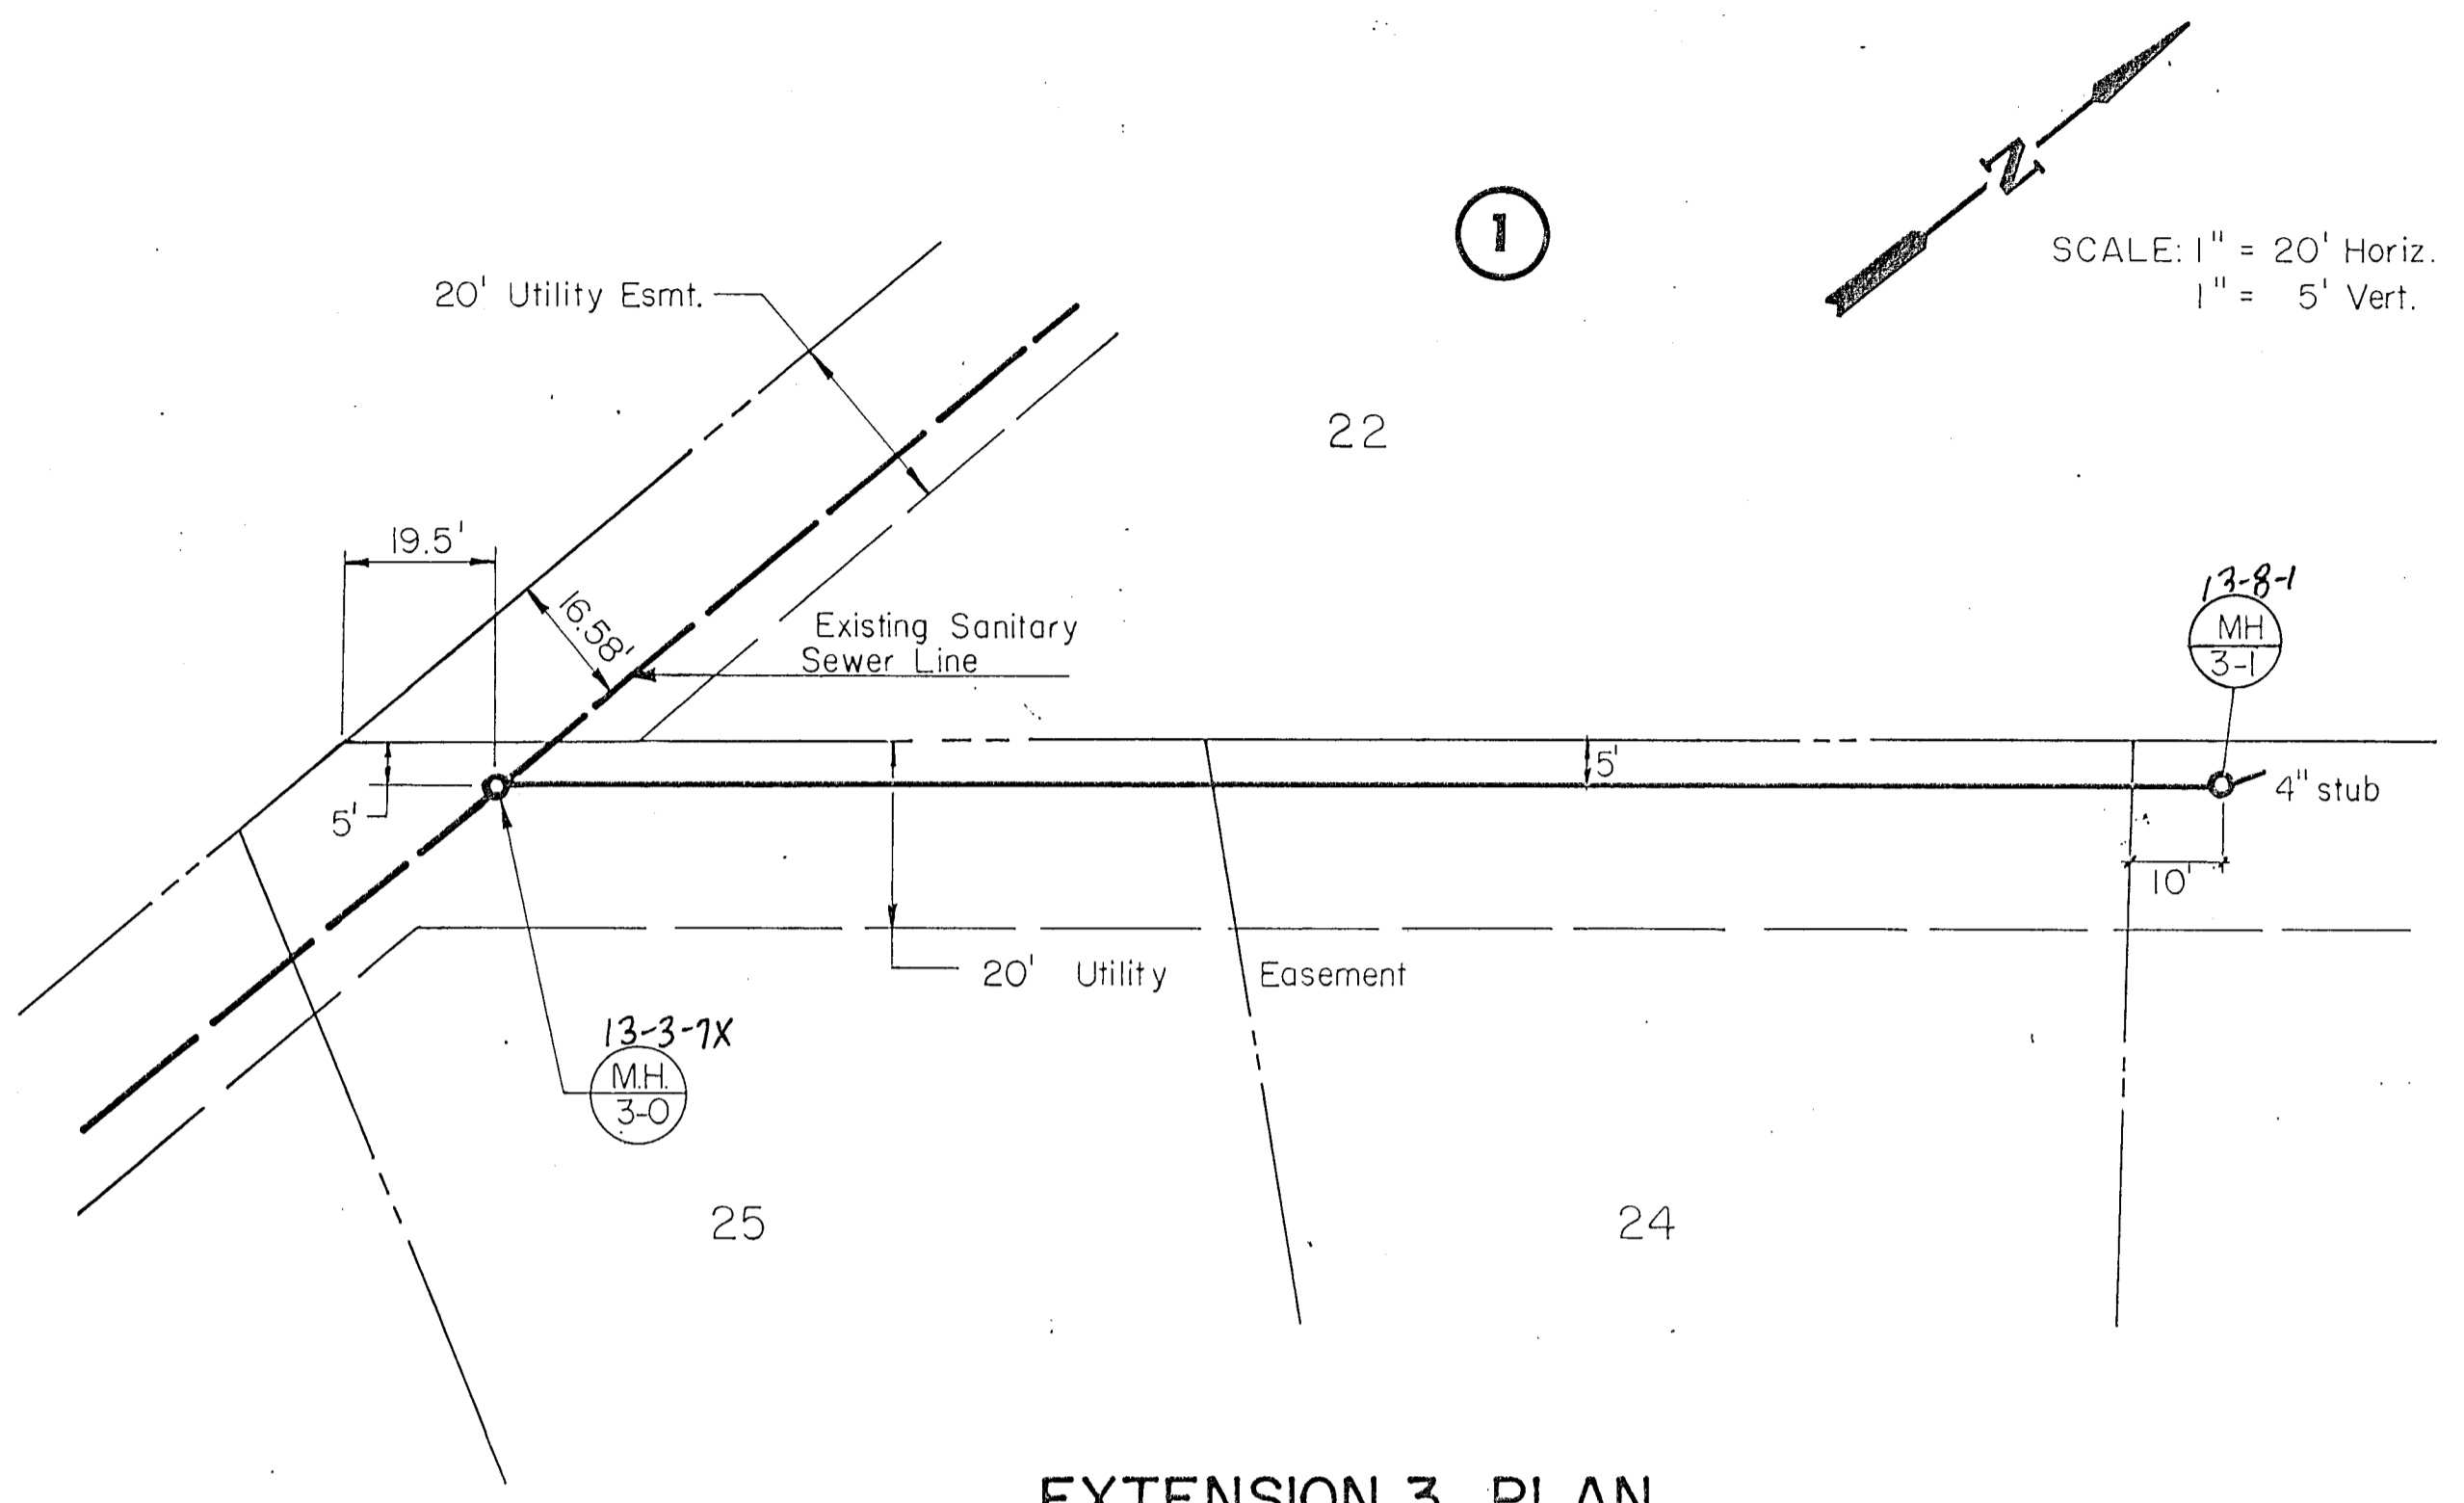 1
N
SCALE: 1" = 20' Horiz.
1" = 5' Vert.
20' Utility Esmt.
22
19.5'
16.58'
Existing Sanitary
Sewer Line
13-8-1
MH
3-1
5'
5'
4" stub
10'
20' Utility Easement
13-3-7X
M.H.
3-0
25
24
EXTENSION 3 PLAN